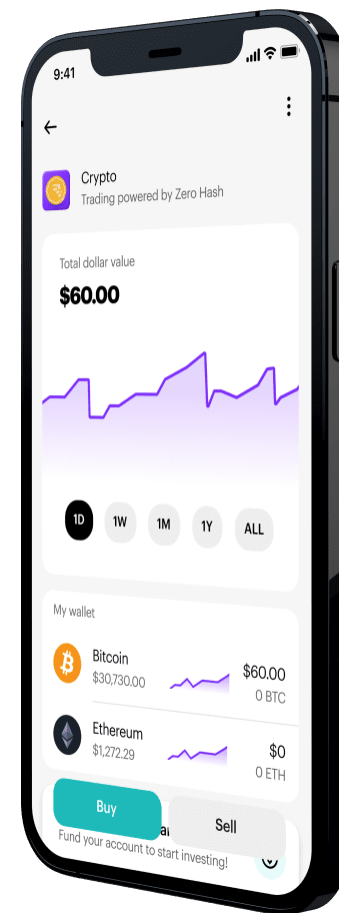 9:41
Crypto
Trading powered by Zero Hash
Total dollar value
$60.00
1D 1W 1M 1Y ALL
My wallet
Bitcoin
$30,730.00
$60.00
0 BTC
Ethereum
$1,272.29
$0
0 ETH
Buy
Sell
Fund your account to start investing!